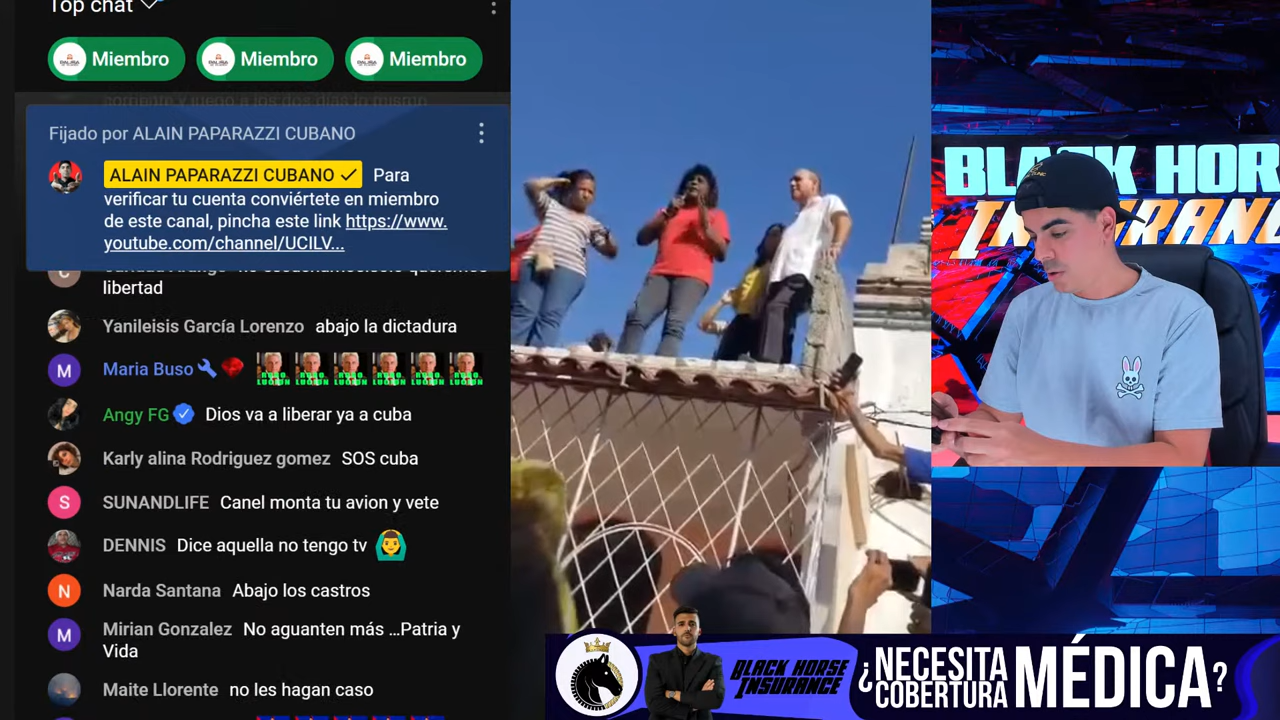 Top chat
Miembro
Miembro
Miembro
Fijado por ALAIN PAPARAZZI CUBANO
ALAIN PAPARAZZI CUBANO Para
verificar tu cuenta conviértete en miembro
de este canal, pincha este link https://www.
youtube.com/channel/UCILV...
libertad
Yanileisis García Lorenzo abajo la dictadura
M Maria Buso
Angy FG Dios va a liberar ya a cuba
Karly alina Rodriguez gomez SOS cuba
S SUNANDLIFE Canel monta tu avion y vete
DENNIS Dice aquella no tengo tv
N Narda Santana Abajo los castros
M Mirian Gonzalez No aguanten más ...Patria y
Vida
Maite Llorente no les hagan caso
BLACK HOR
BLACK HORSE
INSURANCE
¿NECESITA
COBERTURA
MÉDICA?